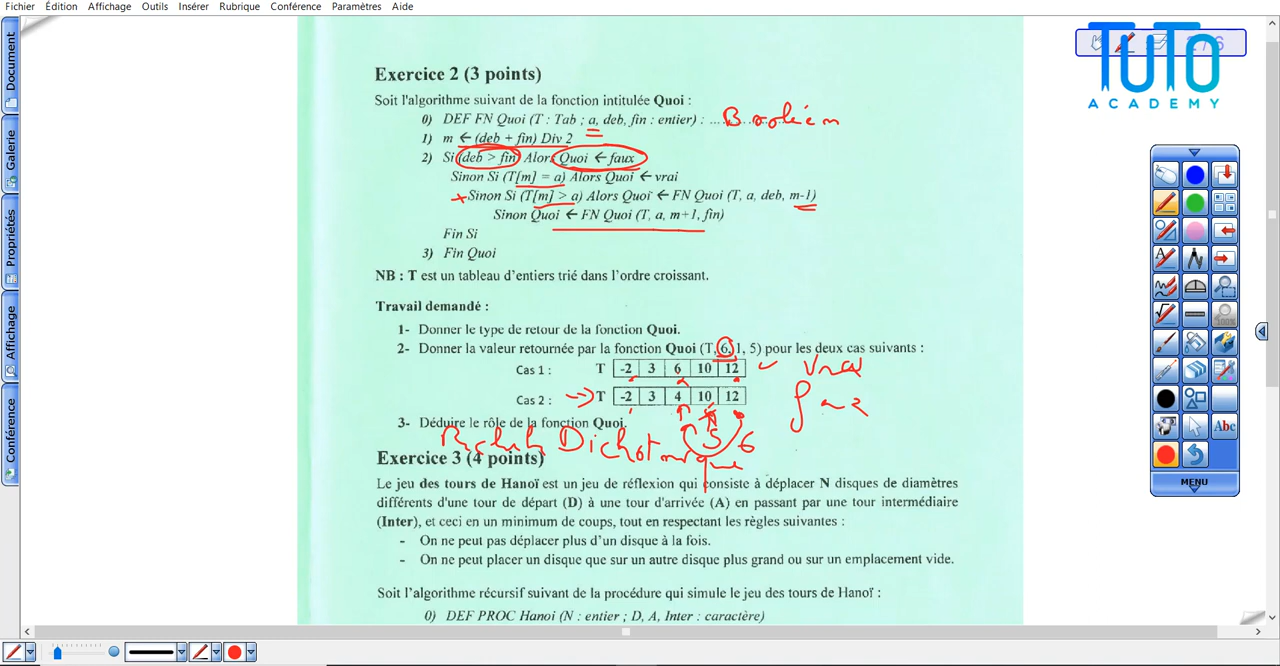 Fichier Édition Affichage Outils Insérer Rubrique Conférence Paramètres Aide
Document
Galerie
Propriétés
Affichage
Conférence
TUTO
ACADEMY
MENU
Abc
Exercice 2 (3 points)
Soit l'algorithme suivant de la fonction intitulée Quoi :
0) DEF FN Quoi (T : Tab ; a, deb, fin : entier) : ....
1) m ← (deb + fin) Div 2
2) Si (deb > fin) Alors Quoi ← faux
Sinon Si (T[m] = a) Alors Quoi ← vrai
Sinon Si (T[m] > a) Alors Quoi ← FN Quoi (T, a, deb, m-1)
Sinon Quoi ← FN Quoi (T, a, m+1, fin)
Fin Si
3) Fin Quoi
NB : T est un tableau d'entiers trié dans l'ordre croissant.
Travail demandé :
1- Donner le type de retour de la fonction Quoi.
2- Donner la valeur retournée par la fonction Quoi (T, 6, 1, 5) pour les deux cas suivants :
Cas 1 : T -2 3 6 10 12 Vrai
Cas 2 : T -2 3 4 10 12
3- Déduire le rôle de la fonction Quoi.
5 6
Dichotomique
Exercice 3 (4 points)
Le jeu des tours de Hanoï est un jeu de réflexion qui consiste à déplacer N disques de diamètres
différents d'une tour de départ (D) à une tour d'arrivée (A) en passant par une tour intermédiaire
(Inter), et ceci en un minimum de coups, tout en respectant les règles suivantes :
- On ne peut pas déplacer plus d'un disque à la fois.
- On ne peut placer un disque que sur un autre disque plus grand ou sur un emplacement vide.
Soit l'algorithme récursif suivant de la procédure qui simule le jeu des tours de Hanoï :
0) DEF PROC Hanoi (N : entier ; D, A, Inter : caractère)